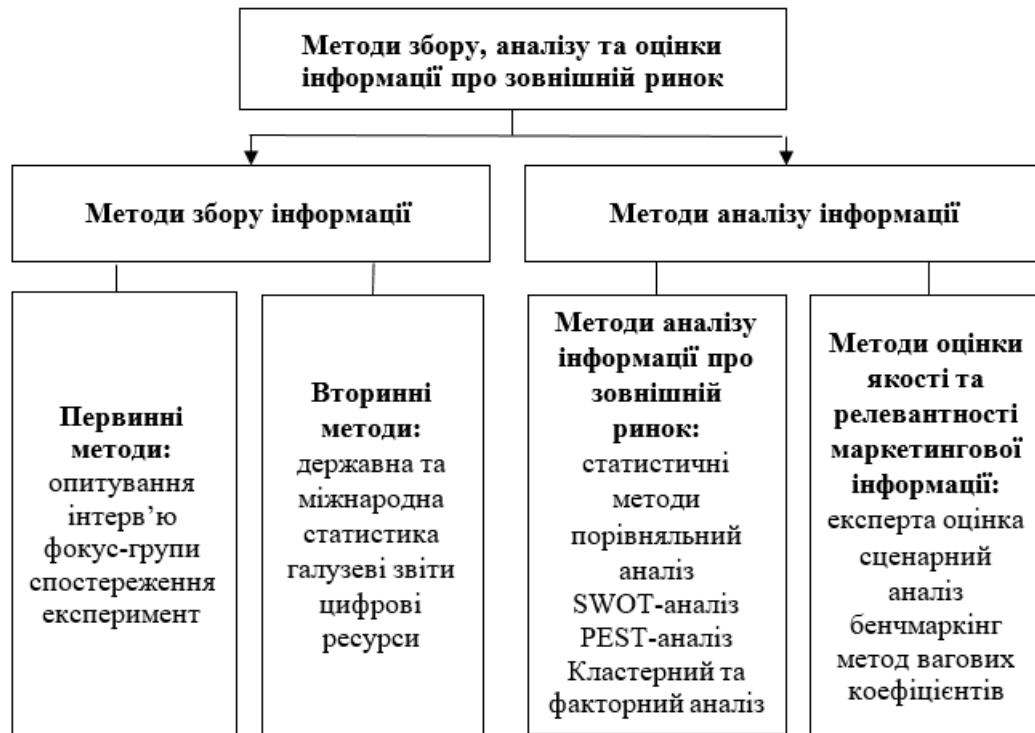 Методи збору, аналізу та оцінки
інформації про зовнішній ринок
Методи збору інформації
Методи аналізу інформації
Первинні
методи:
опитування
інтерв’ю
фокус-групи
спостереження
експеримент
Вторинні
методи:
державна та
міжнародна
статистика
галузеві звіти
цифрові
ресурси
Методи аналізу
інформації про
зовнішній
ринок:
статистичні
методи
порівняльний
аналіз
SWOT-аналіз
PEST-аналіз
Кластерний та
факторний аналіз
Методи оцінки
якості та
релевантності
маркетингової
інформації:
експерта оцінка
сценарний
аналіз
бенчмаркінг
метод вагових
коефіцієнтів